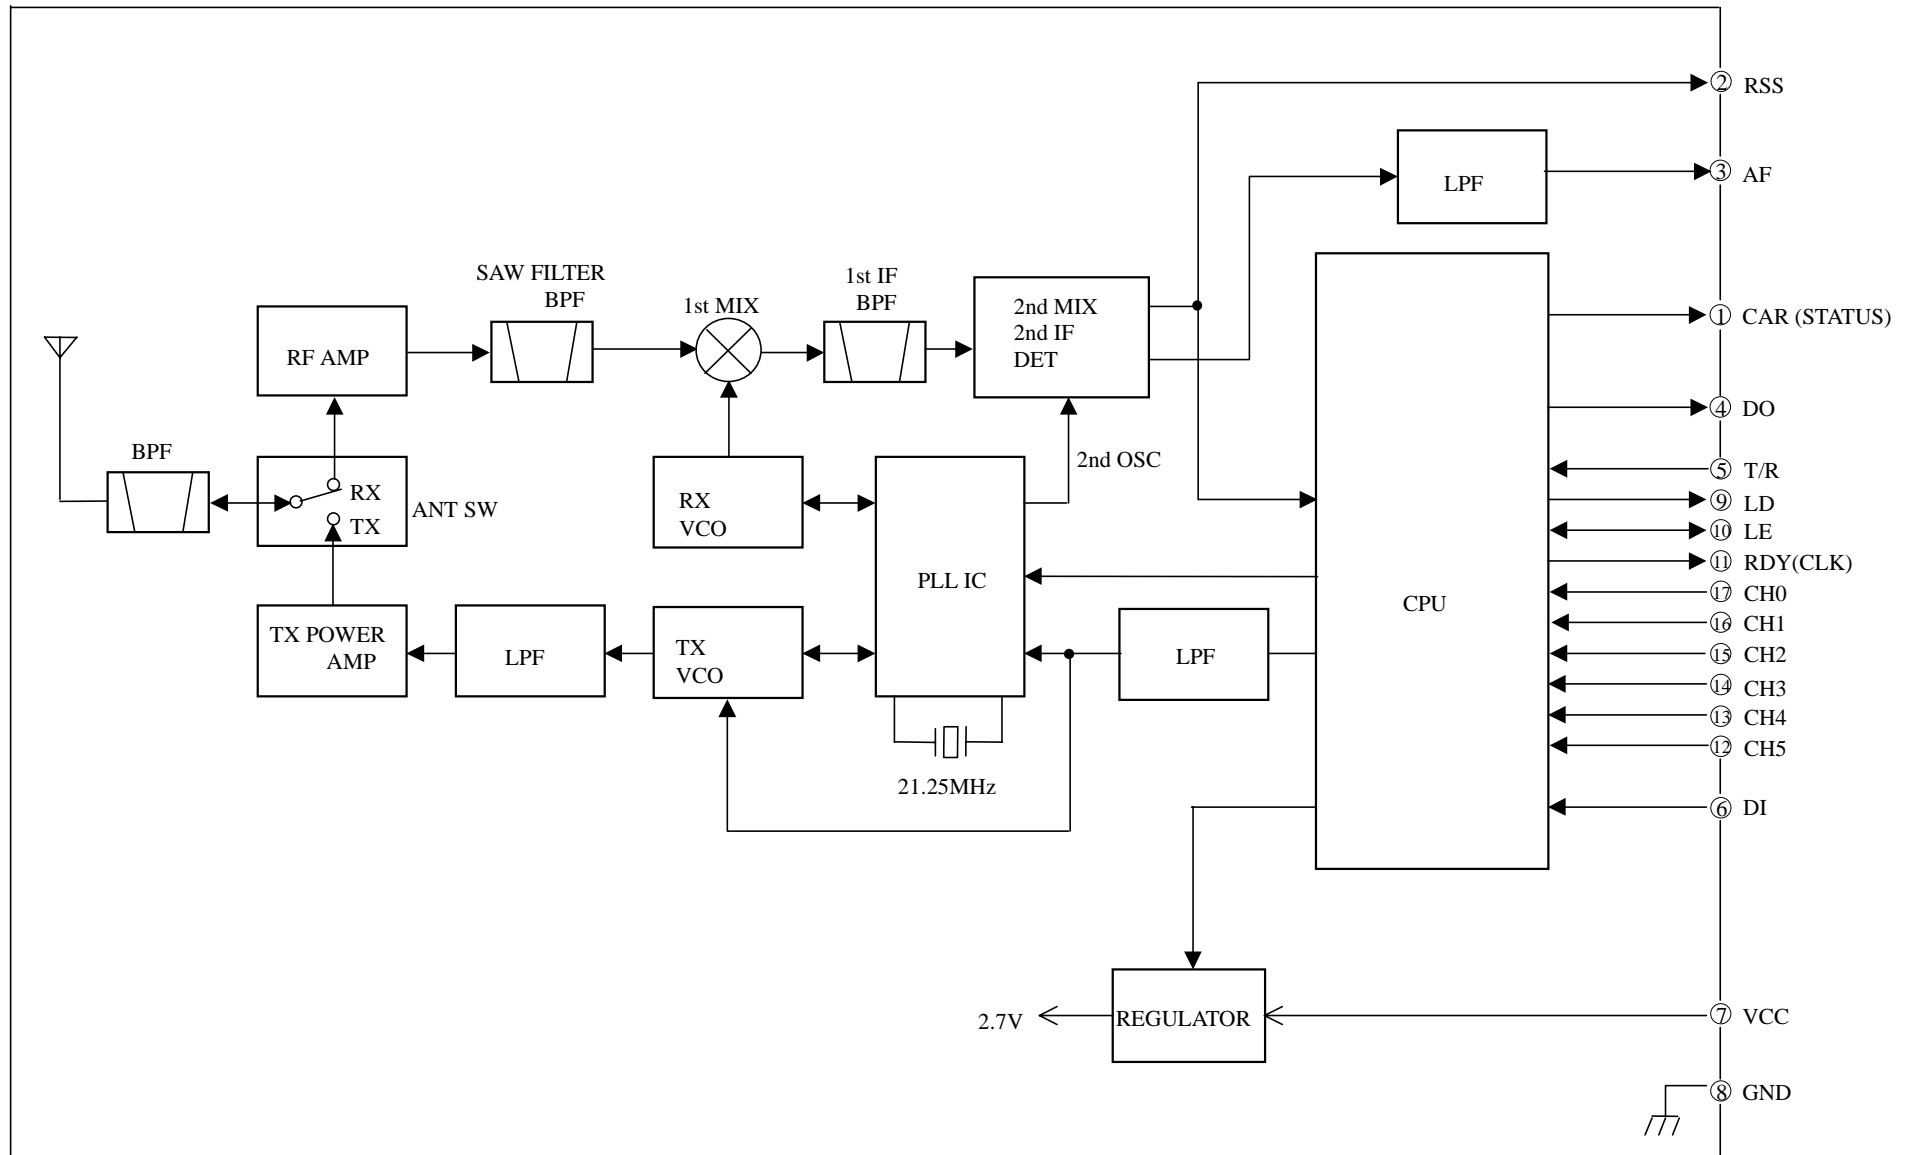 ② RSS
LPF
③ AF
SAW FILTER
BPF
1st MIX
1st IF
BPF
2nd MIX
2nd IF
DET
① CAR (STATUS)
RF AMP
④ DO
BPF
RX
TX
ANT SW
RX
VCO
2nd OSC
⑤ T/R
⑨ LD
⑩ LE
⑪ RDY(CLK)
PLL IC
CPU
⑰ CH0
⑯ CH1
⑮ CH2
⑭ CH3
⑬ CH4
⑫ CH5
TX POWER
AMP
LPF
TX
VCO
LPF
21.25MHz
⑥ DI
2.7V
REGULATOR
⑦ VCC
⑧ GND